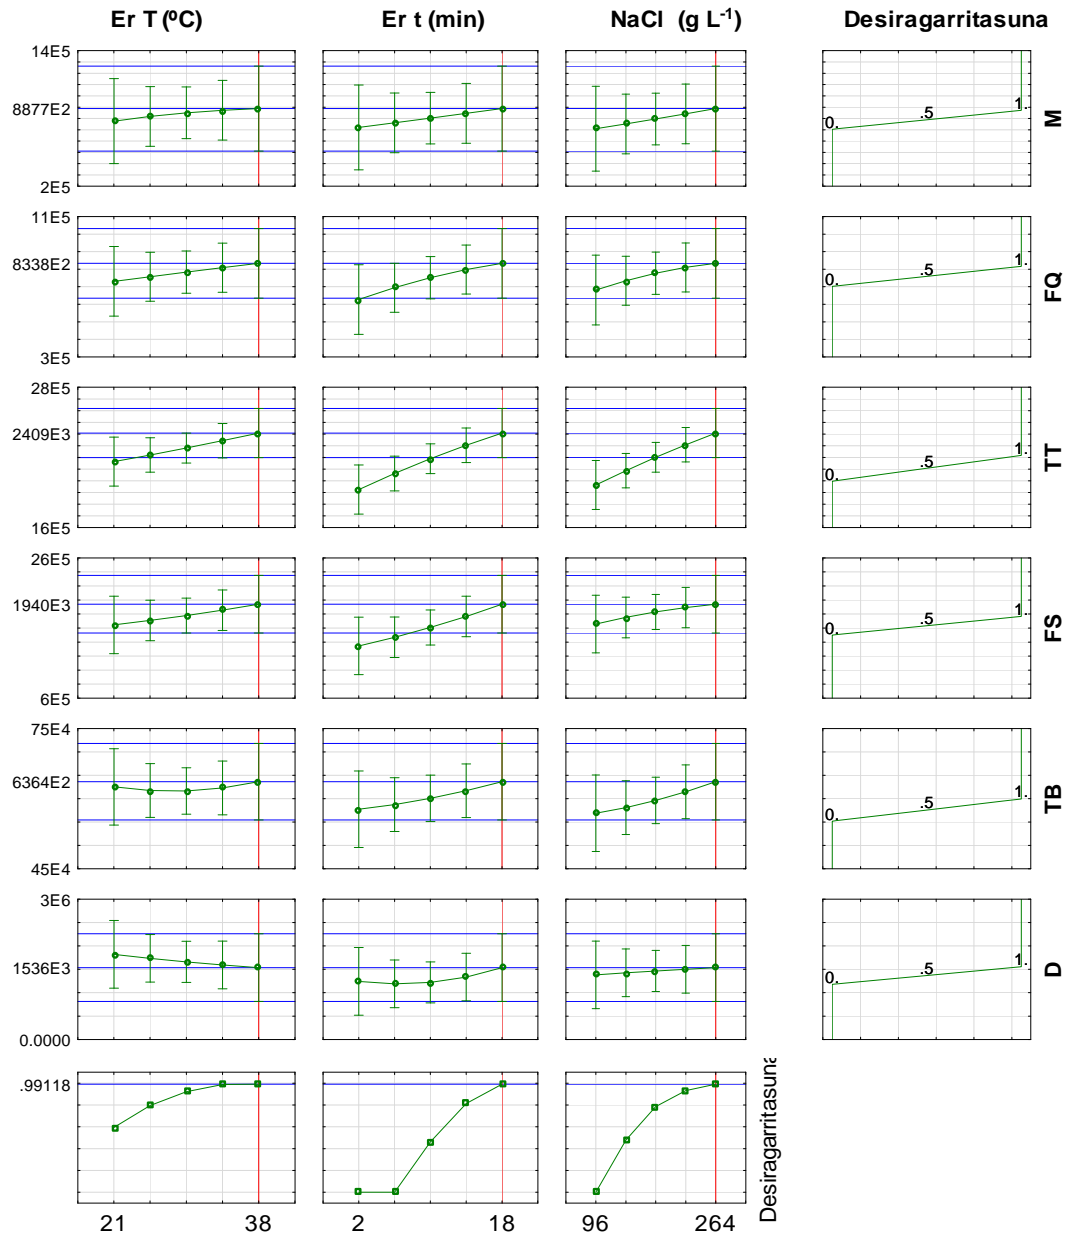 Er T (ºC) Er t (min) NaCl (g L-1) Desiragarritasuna
14E5
8877E2
2E5
0. .5 1.
M
11E5
8338E2
3E5
0. .5 1.
FQ
28E5
2409E3
16E5
0. .5 1.
TT
26E5
1940E3
6E5
0. .5 1.
FS
75E4
6364E2
45E4
0. .5 1.
TB
3E6
1536E3
0.0000
0. .5 1.
D
.99118
Desiragarritasuna
21 38 2 18 96 264